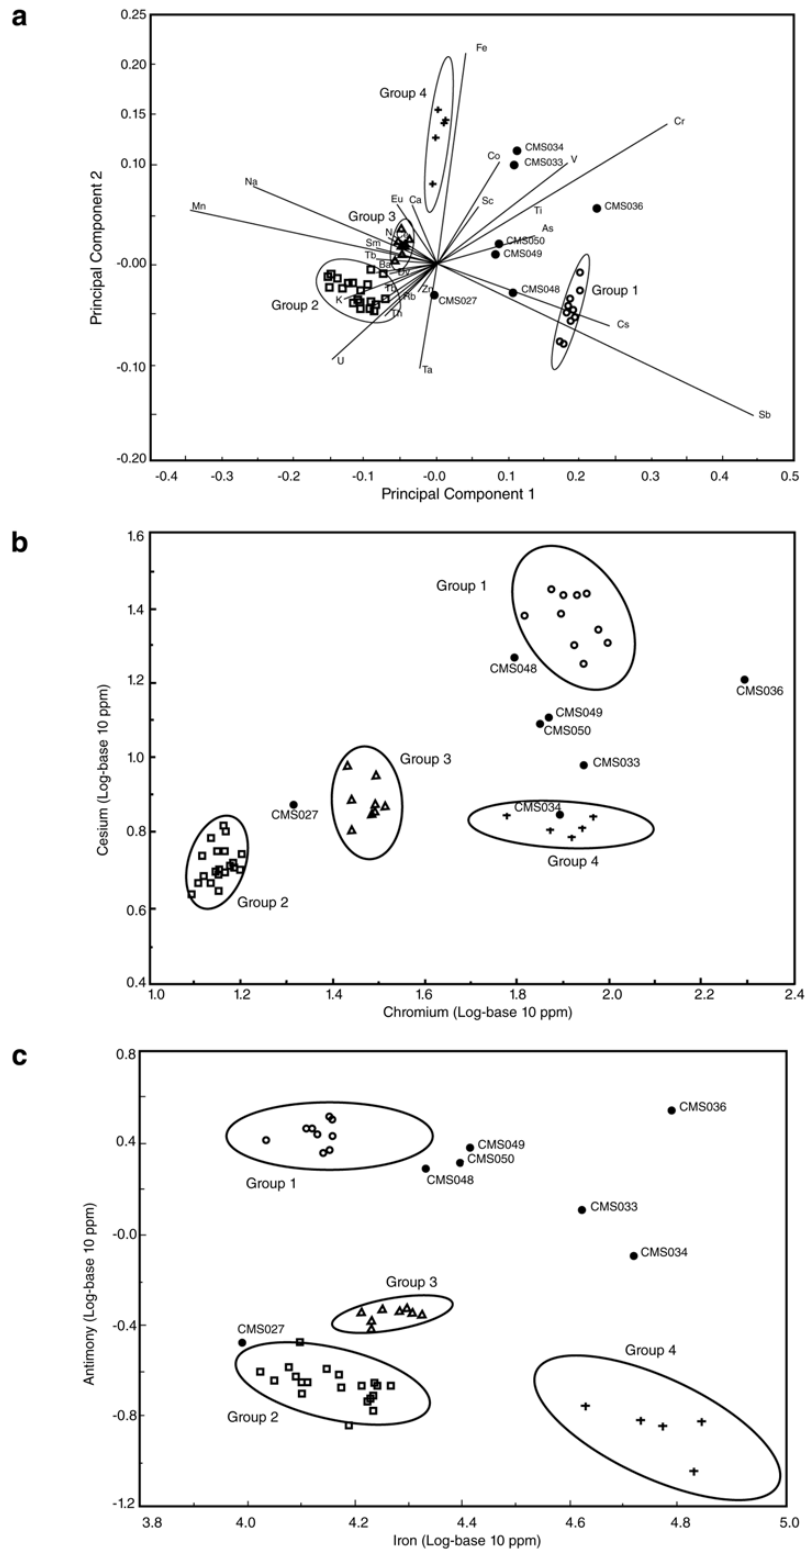 a
0.25
0.20
0.15
0.10
-0.00
-0.10
-0.20
Principal Component 2
Fe
Group 4
Cr
Co
CMS034
V
CMS033
Na
Mn
Eu
Ca
Sc
Ti
CMS036
Group 3
As
Sm
CMS050
Tb
Ba
CMS049
Group 2
K
Rb
Zn
CMS027
CMS048
Group 1
Th
Cs
U
Ta
Sb
-0.4
-0.3
-0.2
-0.1
-0.0
0.1
0.2
0.3
0.4
0.5
Principal Component 1
b
1.6
1.4
1.2
1.0
0.8
0.6
0.4
Cesium (Log-base 10 ppm)
Group 1
CMS048
CMS036
CMS049
CMS050
Group 3
CMS033
CMS027
CMS034
Group 4
Group 2
1.0
1.2
1.4
1.6
1.8
2.0
2.2
2.4
Chromium (Log-base 10 ppm)
c
0.8
0.4
-0.0
-0.4
-0.8
-1.2
Antimony (Log-base 10 ppm)
CMS036
CMS049
CMS050
CMS048
Group 1
CMS033
CMS034
Group 3
CMS027
Group 4
Group 2
3.8
4.0
4.2
4.4
4.6
4.8
5.0
Iron (Log-base 10 ppm)